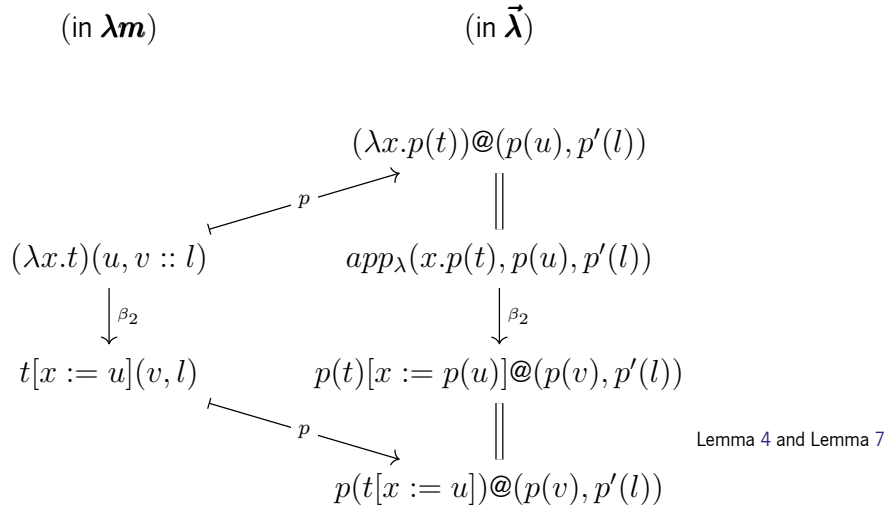 (in λm) (in λ⃗)
(λx.p(t))@(p(u), p′(l))
p
(λx.t)(u, v :: l) app_λ(x.p(t), p(u), p′(l))
β₂ β₂
t[x := u](v, l) p(t)[x := p(u)]@(p(v), p′(l))
p
Lemma 4 and Lemma 7
p(t[x := u])@(p(v), p′(l))